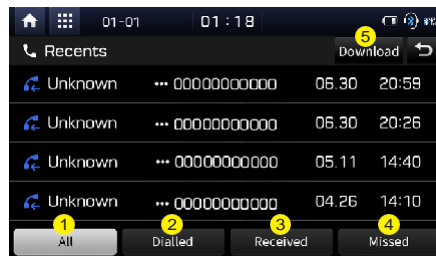 01-01 01:18
Recents Download 5
Unknown ••• 00000000000 06.30 20:59
Unknown ••• 00000000000 06.30 20:26
Unknown ••• 00000000000 05.11 14:40
Unknown ••• 00000000000 04.26 14:10
1 2 3 4
All Dialled Received Missed